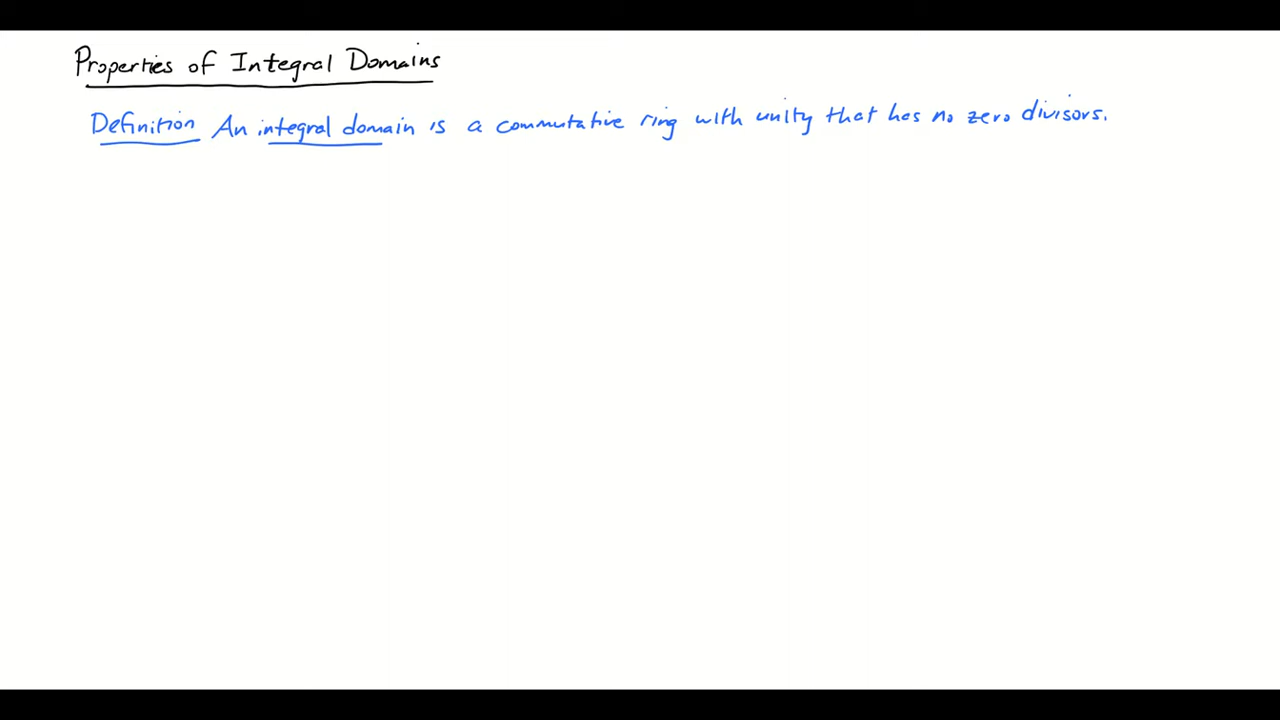 Properties of Integral Domains
Definition An integral domain is a commutative ring with unity that has no zero divisors.